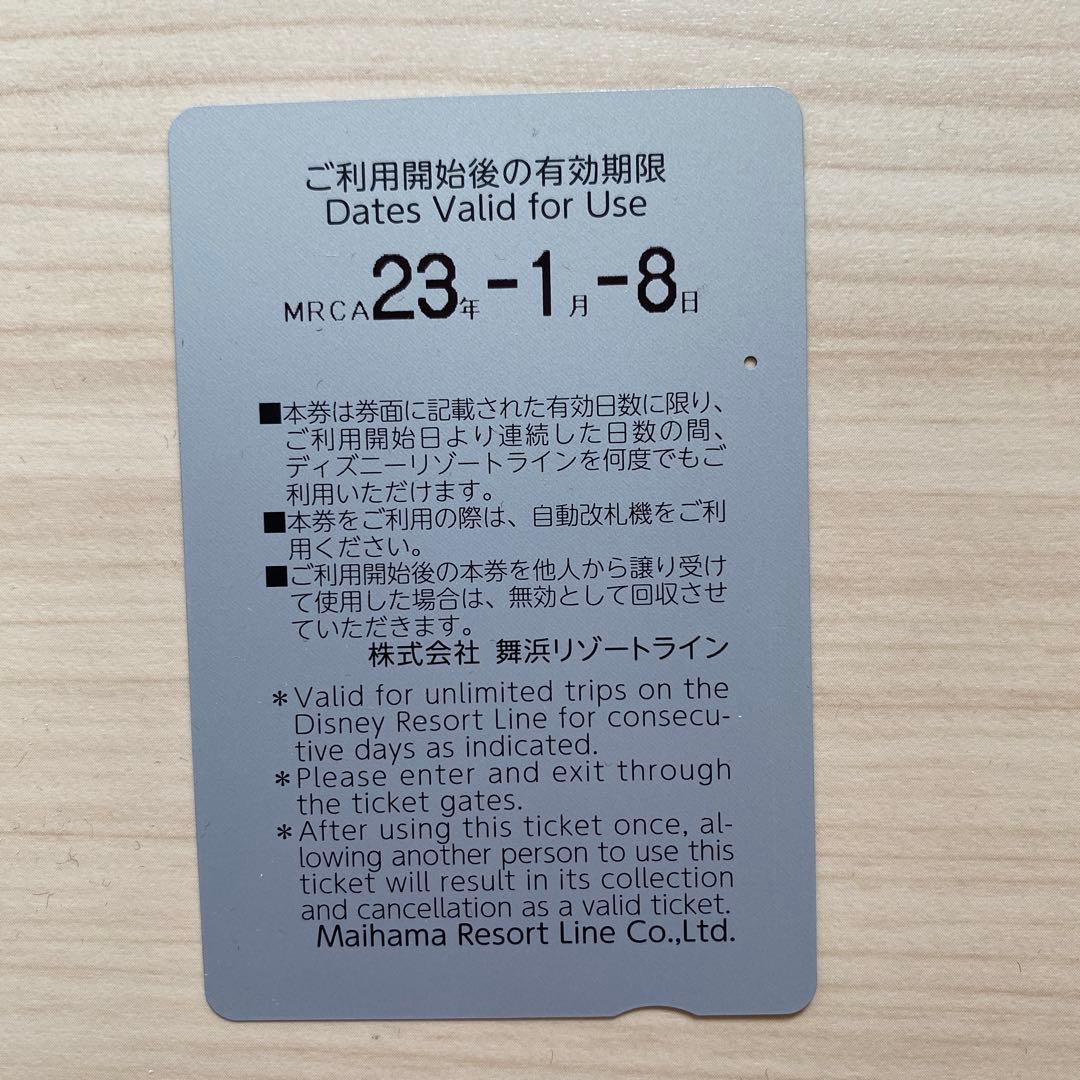 ご利用開始後の有効期限
Dates Valid for Use
MRCA23年-1月-8日
■本券は券面に記載された有効日数に限り、
ご利用開始日より連続した日数の間、
ディズニーリゾートラインを何度でもご
利用いただけます。
■本券をご利用の際は、自動改札機をご利
用ください。
■ご利用開始後の本券を他人から譲り受け
て使用した場合は、無効として回収させ
ていただきます。
株式会社 舞浜リゾートライン
*Valid for unlimited trips on the
Disney Resort Line for consecu-
tive days as indicated.
*Please enter and exit through
the ticket gates.
*After using this ticket once, al-
lowing another person to use this
ticket will result in its collection
and cancellation as a valid ticket.
Maihama Resort Line Co.,Ltd.